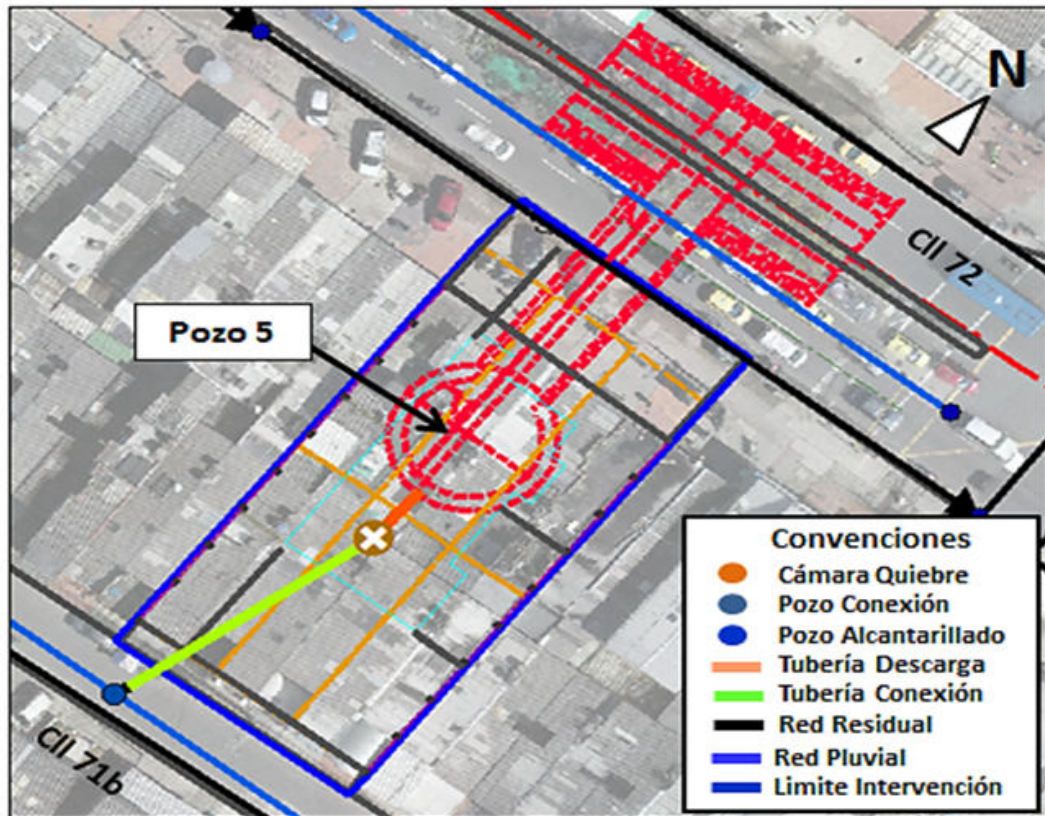 N
Cll 72
Pozo 5
Cll 71b
Convenciones
Cámara Quiebre
Pozo Conexión
Pozo Alcantarillado
Tubería Descarga
Tubería Conexión
Red Residual
Red Pluvial
Limite Intervención